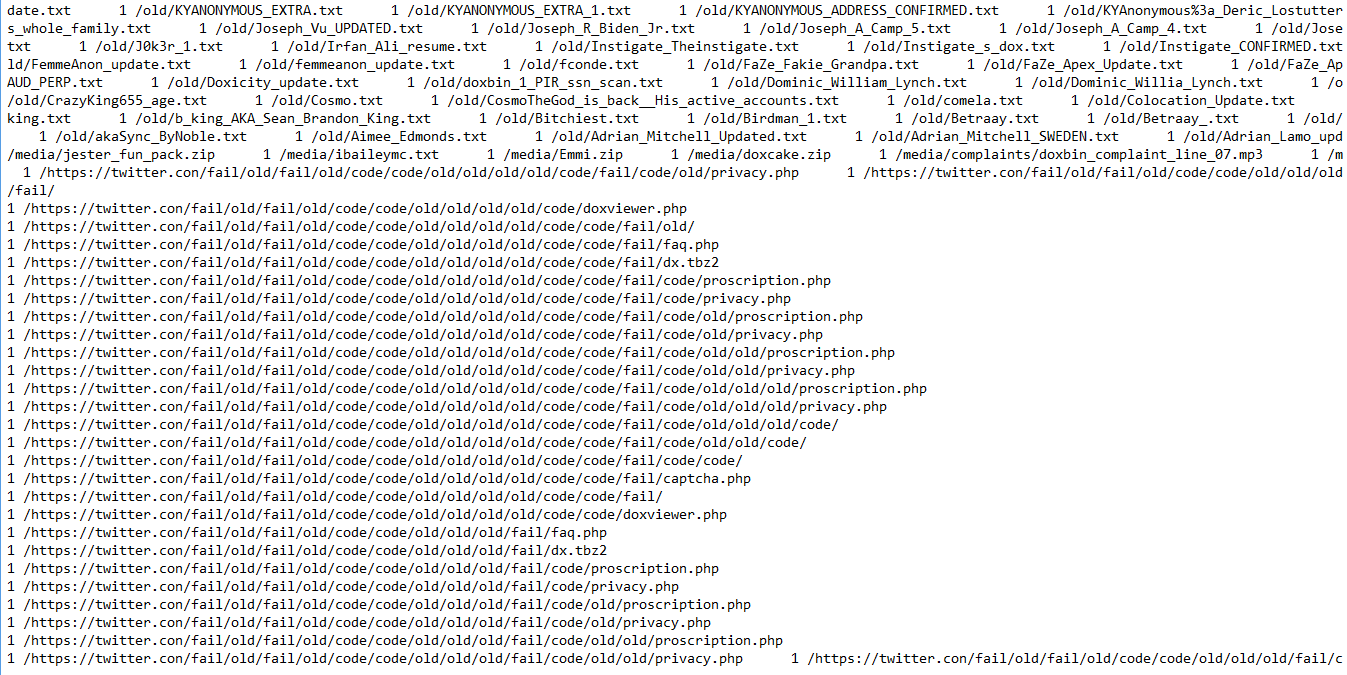 date.txt 1 /old/KYANONYMOUS_EXTRA.txt 1 /old/KYANONYMOUS_EXTRA_1.txt 1 /old/KYANONYMOUS_ADDRESS_CONFIRMED.txt 1 /old/KYAnonymous%3a_Deric_Lostutter
s_whole_family.txt 1 /old/Joseph_Vu_UPDATED.txt 1 /old/Joseph_R_Biden_Jr.txt 1 /old/Joseph_A_Camp_5.txt 1 /old/Joseph_A_Camp_4.txt 1 /old/Jose
txt 1 /old/J0k3r_1.txt 1 /old/Irfan_Ali_resume.txt 1 /old/Instigate_Theinstigate.txt 1 /old/Instigate_s_dox.txt 1 /old/Instigate_CONFIRMED.txt
ld/FemmeAnon_update.txt 1 /old/femmeanon_update.txt 1 /old/fconde.txt 1 /old/FaZe_Fakie_Grandpa.txt 1 /old/FaZe_Apex_Update.txt 1 /old/FaZe_Ap
AUD_PERP.txt 1 /old/Doxicity_update.txt 1 /old/doxbin_1_PIR_ssn_scan.txt 1 /old/Dominic_William_Lynch.txt 1 /old/Dominic_Willia_Lynch.txt 1 /o
/old/CrazyKing655_age.txt 1 /old/Cosmo.txt 1 /old/CosmoTheGod_is_back__His_active_accounts.txt 1 /old/comela.txt 1 /old/Colocation_Update.txt
king.txt 1 /old/b_king_AKA_Sean_Brandon_King.txt 1 /old/Bitchiest.txt 1 /old/Birdman_1.txt 1 /old/Betraay.txt 1 /old/Betraay_.txt 1 /old/
1 /old/akaSync_ByNoble.txt 1 /old/Aimee_Edmonds.txt 1 /old/Adrian_Mitchell_Updated.txt 1 /old/Adrian_Mitchell_SWEDEN.txt 1 /old/Adrian_Lamo_upd
/media/jester_fun_pack.zip 1 /media/ibaileymc.txt 1 /media/Emmi.zip 1 /media/doxcake.zip 1 /media/complaints/doxbin_complaint_line_07.mp3 1 /m
1 /https://twitter.con/fail/old/fail/old/code/code/old/old/old/old/code/code/fail/code/old/privacy.php 1 /https://twitter.con/fail/old/fail/old/code/code/old/old/old
/fail/
1 /https://twitter.con/fail/old/fail/old/code/code/old/old/old/old/code/doxviewer.php
1 /https://twitter.con/fail/old/fail/old/code/code/old/old/old/old/code/code/fail/old/
1 /https://twitter.con/fail/old/fail/old/code/code/code/old/old/old/old/code/code/fail/faq.php
1 /https://twitter.con/fail/old/fail/old/code/code/code/old/old/old/old/code/code/fail/dx.tbz2
1 /https://twitter.con/fail/old/fail/old/code/code/code/old/old/old/old/code/code/fail/code/proscription.php
1 /https://twitter.con/fail/old/fail/old/code/code/code/old/old/old/old/code/code/fail/code/privacy.php
1 /https://twitter.con/fail/old/fail/old/code/code/code/old/old/old/old/code/code/fail/code/old/proscription.php
1 /https://twitter.con/fail/old/fail/old/code/code/code/old/old/old/old/code/code/fail/code/old/privacy.php
1 /https://twitter.con/fail/old/fail/old/code/code/code/old/old/old/old/code/code/fail/code/old/old/proscription.php
1 /https://twitter.con/fail/old/fail/old/code/code/code/old/old/old/old/code/code/fail/code/old/old/privacy.php
1 /https://twitter.con/fail/old/fail/old/code/code/code/old/old/old/old/code/code/fail/code/old/old/old/proscription.php
1 /https://twitter.con/fail/old/fail/old/code/code/code/old/old/old/old/code/code/fail/code/old/old/old/privacy.php
1 /https://twitter.con/fail/old/fail/old/code/code/code/old/old/old/old/code/code/fail/code/old/old/old/code/
1 /https://twitter.con/fail/old/fail/old/code/code/code/old/old/old/old/code/code/fail/code/old/old/code/
1 /https://twitter.con/fail/old/fail/old/code/code/code/old/old/old/old/code/code/fail/code/code/
1 /https://twitter.con/fail/old/fail/old/code/code/code/old/old/old/old/code/code/fail/captcha.php
1 /https://twitter.con/fail/old/fail/old/code/code/code/old/old/old/old/code/code/fail/
1 /https://twitter.con/fail/old/fail/old/code/code/code/old/old/old/old/code/code/doxviewer.php
1 /https://twitter.con/fail/old/fail/old/code/code/code/old/old/old/fail/faq.php
1 /https://twitter.con/fail/old/fail/old/code/code/code/old/old/old/fail/dx.tbz2
1 /https://twitter.con/fail/old/fail/old/code/code/code/old/old/old/fail/code/proscription.php
1 /https://twitter.con/fail/old/fail/old/code/code/code/old/old/old/fail/code/privacy.php
1 /https://twitter.con/fail/old/fail/old/code/code/code/old/old/old/fail/code/old/proscription.php
1 /https://twitter.con/fail/old/fail/old/code/code/code/old/old/old/fail/code/old/privacy.php
1 /https://twitter.con/fail/old/fail/old/code/code/code/old/old/old/fail/code/old/old/proscription.php
1 /https://twitter.con/fail/old/fail/old/code/code/code/old/old/old/fail/code/old/old/privacy.php 1 /https://twitter.con/fail/old/fail/old/code/code/old/old/old/fail/c